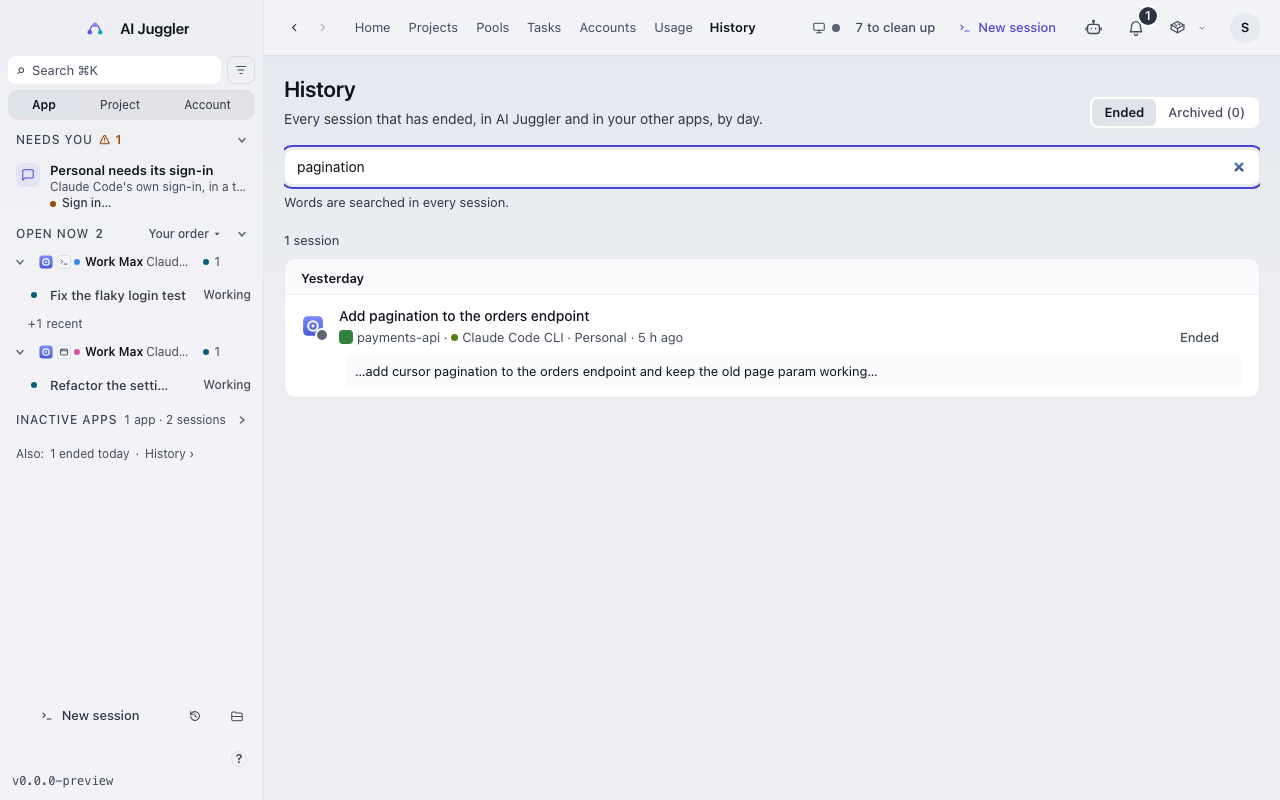 AI Juggler
Search ⌘K
App Project Account
NEEDS YOU 1
Personal needs its sign-in
Claude Code's own sign-in, in a t...
Sign in...
OPEN NOW 2 Your order
Work Max Claud... 1
Fix the flaky login test Working
+1 recent
Work Max Claud... 1
Refactor the setti... Working
INACTIVE APPS 1 app · 2 sessions
Also: 1 ended today · History ›
New session
?
v0.0.0-preview
Home Projects Pools Tasks Accounts Usage History
7 to clean up
New session
1
S
History
Every session that has ended, in AI Juggler and in your other apps, by day.
Ended Archived (0)
pagination
Words are searched in every session.
1 session
Yesterday
Add pagination to the orders endpoint
payments-api · Claude Code CLI · Personal · 5 h ago
Ended
...add cursor pagination to the orders endpoint and keep the old page param working...